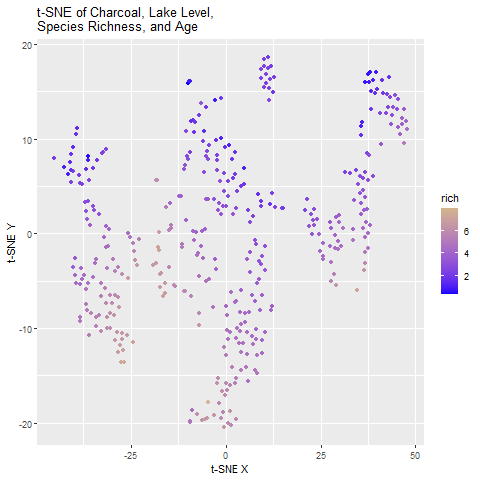 t-SNE of Charcoal, Lake Level,
Species Richness, and Age
20
10
0
-10
-20
t-SNE Y
-25
0
25
50
t-SNE X
rich
6
4
2